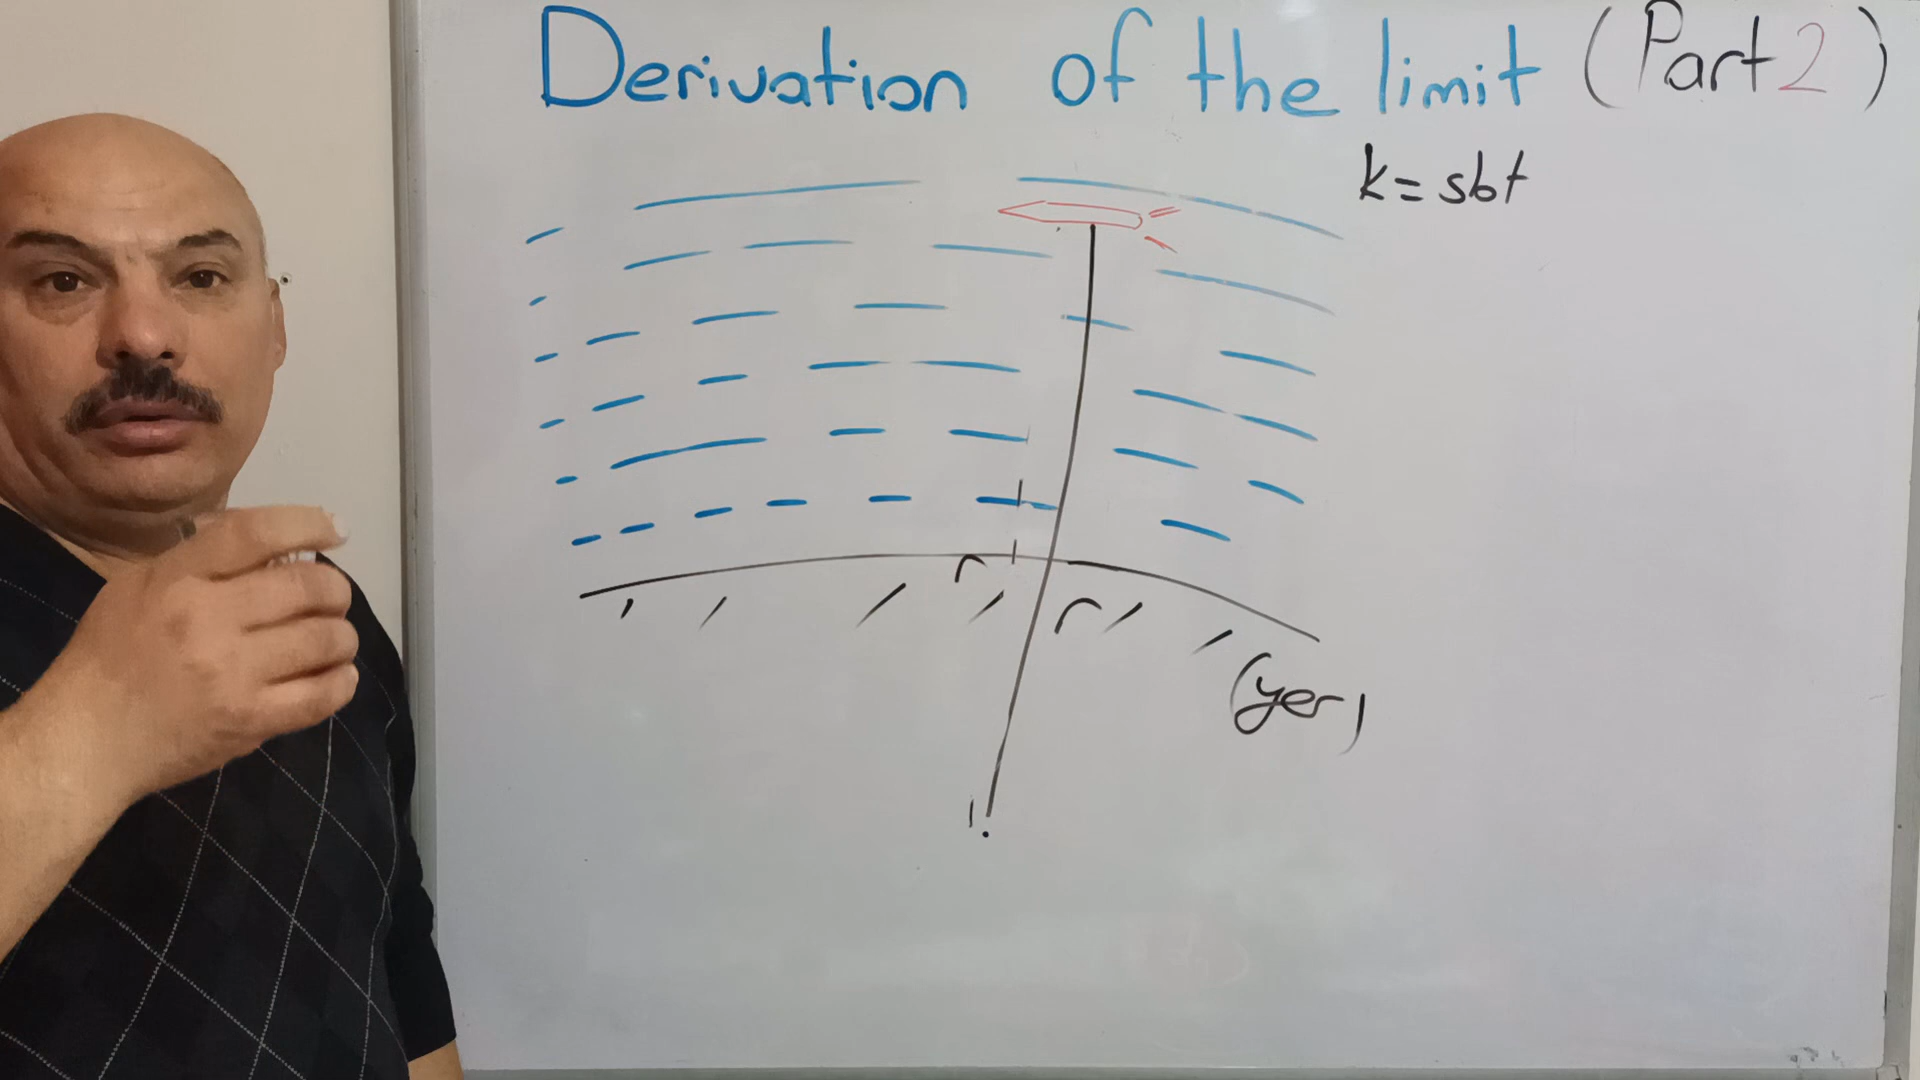 Derivation of the limit (Part 2)
k = sbt
r
r
(yer)